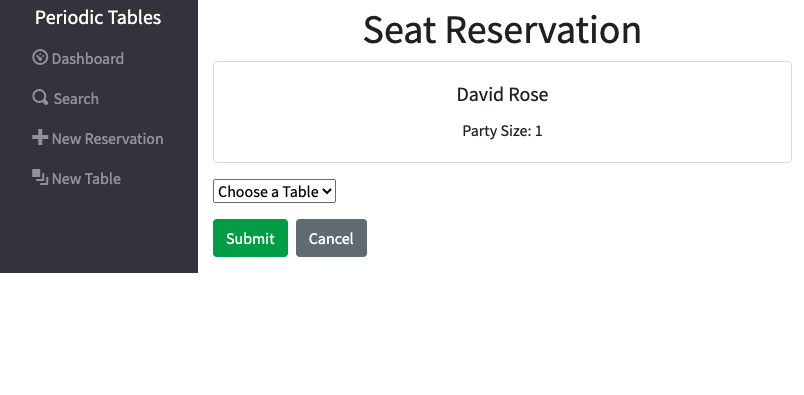 Periodic Tables
Dashboard
Search
New Reservation
New Table
Seat Reservation
David Rose
Party Size: 1
Choose a Table
Submit
Cancel